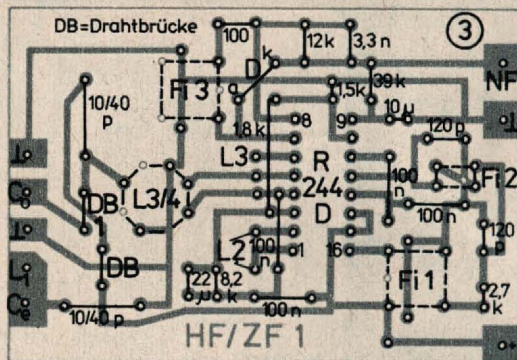 DB=Drahtbrücke
3
100
12k
3,3 n
k
D
a
Fi 3
1,5k
39k
NF
10/40
p
1,8 k
8
9
10 µ
120 p
L3
R
244
D
100
n
Fi 2
L3/4
DB
1
DB
L2
100
n
1
16
100 n
120
p
Fi 1
22
µ
8,2
k
2,7
k
10/40 p
100 n
HF/ZF 1
+